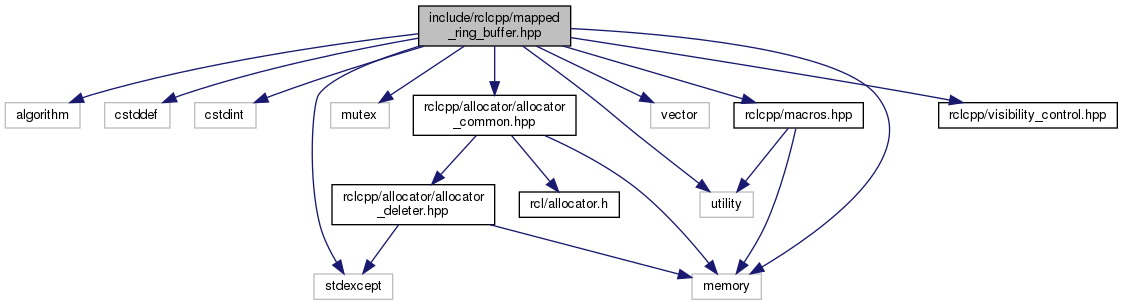 include/rclcpp/mapped
_ring_buffer.hpp
algorithm
cstddef
cstdint
mutex
rclcpp/allocator/allocator
_common.hpp
vector
rclcpp/macros.hpp
rclcpp/visibility_control.hpp
rclcpp/allocator/allocator
_deleter.hpp
rcl/allocator.h
utility
stdexcept
memory